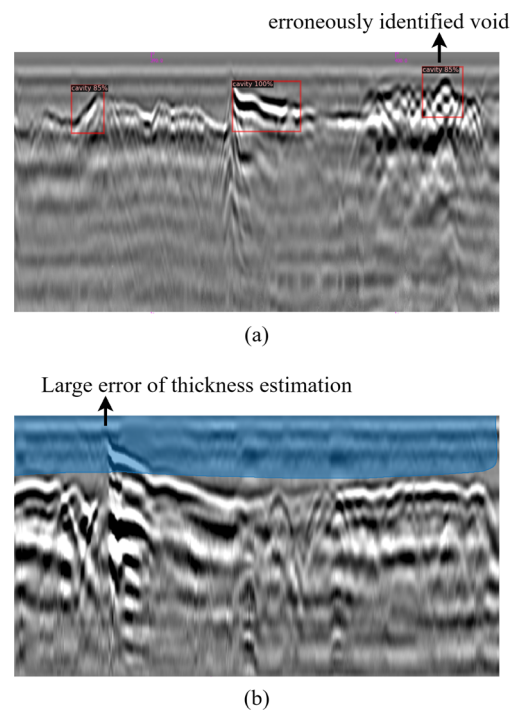 erroneously identified void
cavity 85%
cavity 100%
cavity 85%
(a)
Large error of thickness estimation
(b)